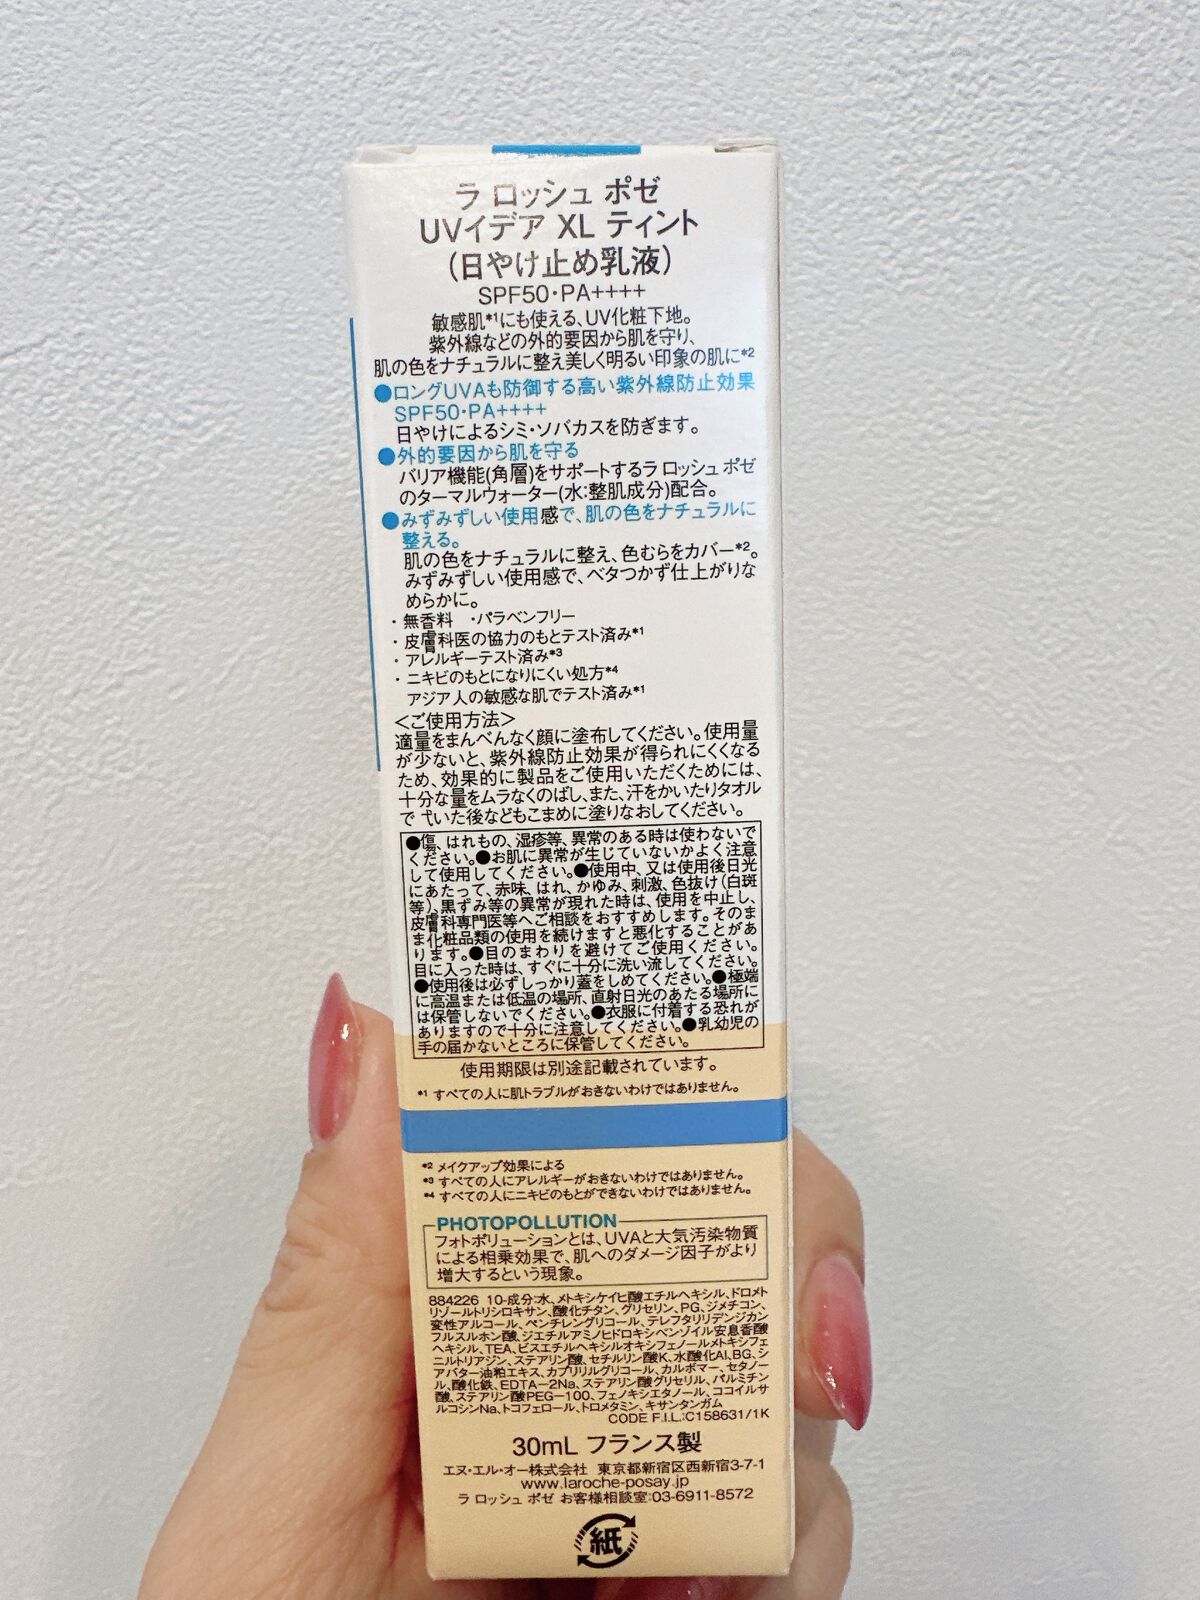 ラ ロッシュ ポゼ
UVイデア XL ティント
(日やけ止め乳液)
SPF50・PA++++
敏感肌*1にも使える、UV化粧下地。
紫外線などの外的要因から肌を守り、
肌の色をナチュラルに整え美しく明るい印象の肌に*2
●ロングUVAも防御する高い紫外線防止効果
SPF50・PA++++
日やけによるシミ・ソバカスを防ぎます。
●外的要因から肌を守る
バリア機能(角層)をサポートするラ ロッシュ ポゼ
のターマルウォーター(水:整肌成分)配合。
●みずみずしい使用感で、肌の色をナチュラルに
整える。
肌の色をナチュラルに整え、色むらをカバー*2。
みずみずしい使用感で、ベタつかず仕上がりな
めらかに。
・無香料 ・パラベンフリー
・皮膚科医の協力のもとテスト済み*1
・アレルギーテスト済み*3
・ニキビのもとになりにくい処方*4
アジア人の敏感な肌でテスト済み*1
<ご使用方法>
適量をまんべんなく顔に塗布してください。使用量
が少ないと、紫外線防止効果が得られにくくなる
ため、効果的に製品をご使用いただくためには、
十分な量をムラなくのばし、また、汗をかいたりタオル
で いた後などもこまめに塗りなおしてください。
●傷、はれもの、湿疹等、異常のある時は使わないで
ください。●お肌に異常が生じていないかよく注意
して使用してください。●使用中、又は使用後日光
にあたって、赤味、はれ、かゆみ、刺激、色抜け(白斑
等)、黒ずみ等の異常が現れた時は、使用を中止し、
皮膚科専門医等へご相談をおすすめします。そのま
ま化粧品類の使用を続けますと悪化することがあ
ります。●目のまわりを避けてご使用ください。
目に入った時は、すぐに十分に洗い流してください。
●使用後は必ずしっかり蓋をしめてください。●極端
に高温または低温の場所、直射日光のあたる場所に
は保管しないでください。●衣服に付着する恐れが
ありますので十分に注意してください。●乳幼児の
手の届かないところに保管してください。
使用期限は別途記載されています。
*1 すべての人に肌トラブルがおきないわけではありません。
*2 メイクアップ効果による
*3 すべての人にアレルギーがおきないわけではありません。
*4 すべての人にニキビのもとができないわけではありません。
PHOTOPOLLUTION
フォトポリューションとは、UVAと大気汚染物質
による相乗効果で、肌へのダメージ因子がより
増大するという現象。
884226 10-成分:水、メトキシケイヒ酸エチルヘキシル、ドロメト
リゾールトリシロキサン、酸化チタン、グリセリン、PG、ジメチコン、
変性アルコール、ペンチレングリコール、テレフタリリデンジカン
フルスルホン酸、ジエチルアミノヒドロキシベンゾイル安息香酸
ヘキシル、TEA、ビスエチルヘキシルオキシフェノールメトキシフェ
ニルトリアジン、ステアリン酸、セチルリン酸K、水酸化Al、BG、シ
アバター油粕エキス、カプリリルグリコール、カルボマー、セタノー
ル、酸化鉄、EDTA-2Na、ステアリン酸グリセリル、パルミチン
酸、ステアリン酸PEG-100、フェノキシエタノール、ココイルサ
ルコシンNa、トコフェロール、トロメタミン、キサンタンガム
CODE F.I.L.:C158631/1K
30mL フランス製
エヌ・エル・オー株式会社 東京都新宿区西新宿3-7-1
www.laroche-posay.jp
ラ ロッシュ ポゼ お客様相談室:03-6911-8572
紙